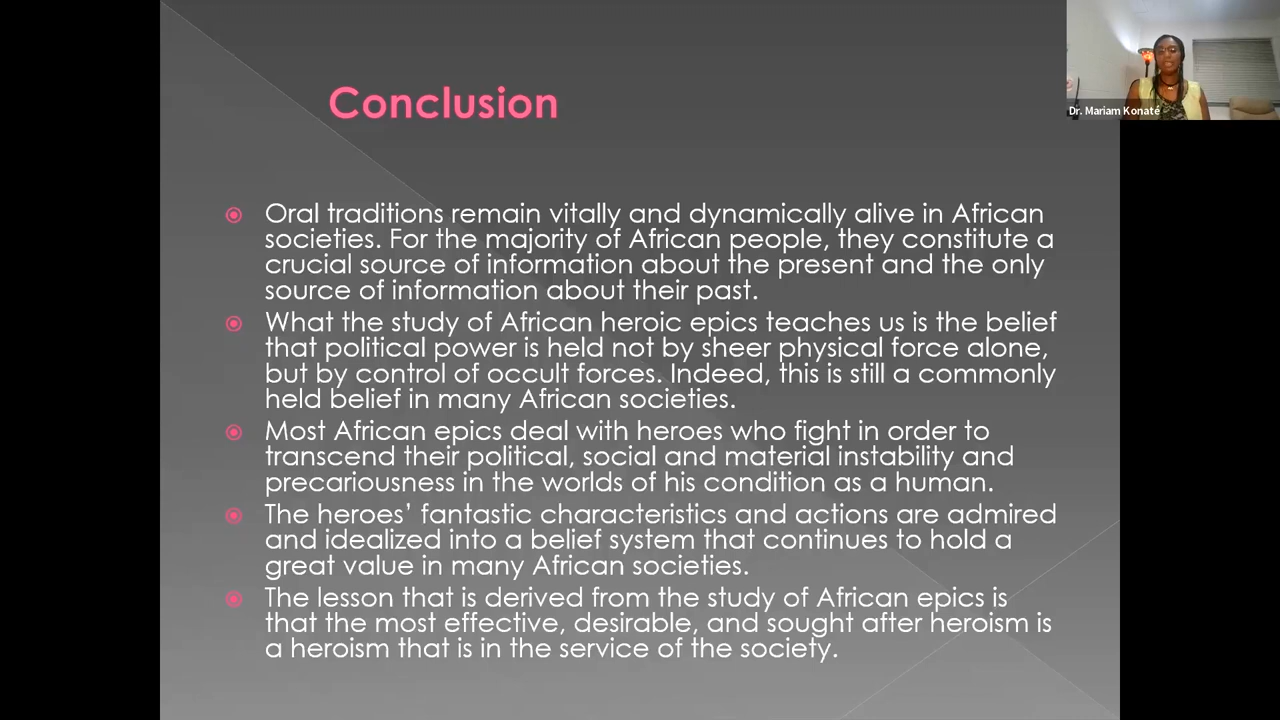 Dr. Mariam Konaté
Conclusion
Oral traditions remain vitally and dynamically alive in African
societies. For the majority of African people, they constitute a
crucial source of information about the present and the only
source of information about their past.
What the study of African heroic epics teaches us is the belief
that political power is held not by sheer physical force alone,
but by control of occult forces. Indeed, this is still a commonly
held belief in many African societies.
Most African epics deal with heroes who fight in order to
transcend their political, social and material instability and
precariousness in the worlds of his condition as a human.
The heroes’ fantastic characteristics and actions are admired
and idealized into a belief system that continues to hold a
great value in many African societies.
The lesson that is derived from the study of African epics is
that the most effective, desirable, and sought after heroism is
a heroism that is in the service of the society.